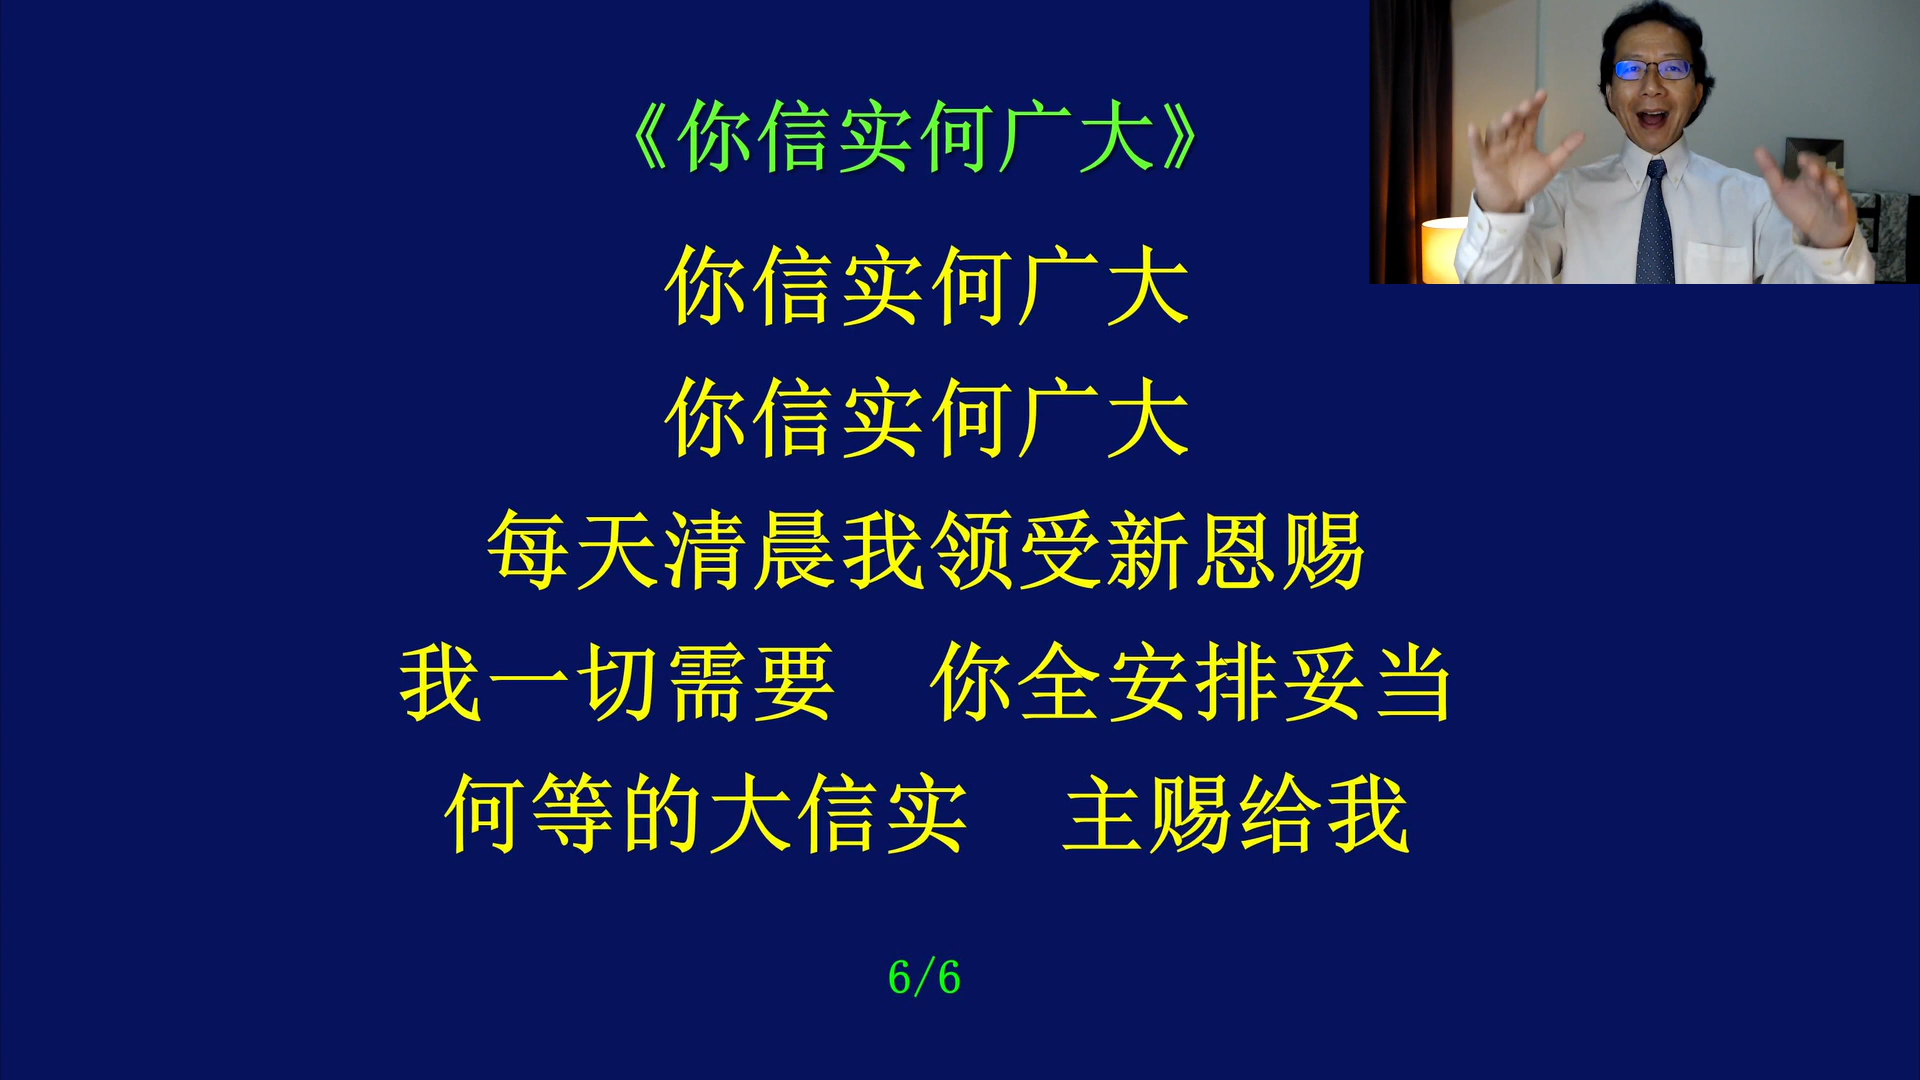 《你信实何广大》
你信实何广大
你信实何广大
每天清晨我领受新恩赐
我一切需要　你全安排妥当
何等的大信实　主赐给我
6/6